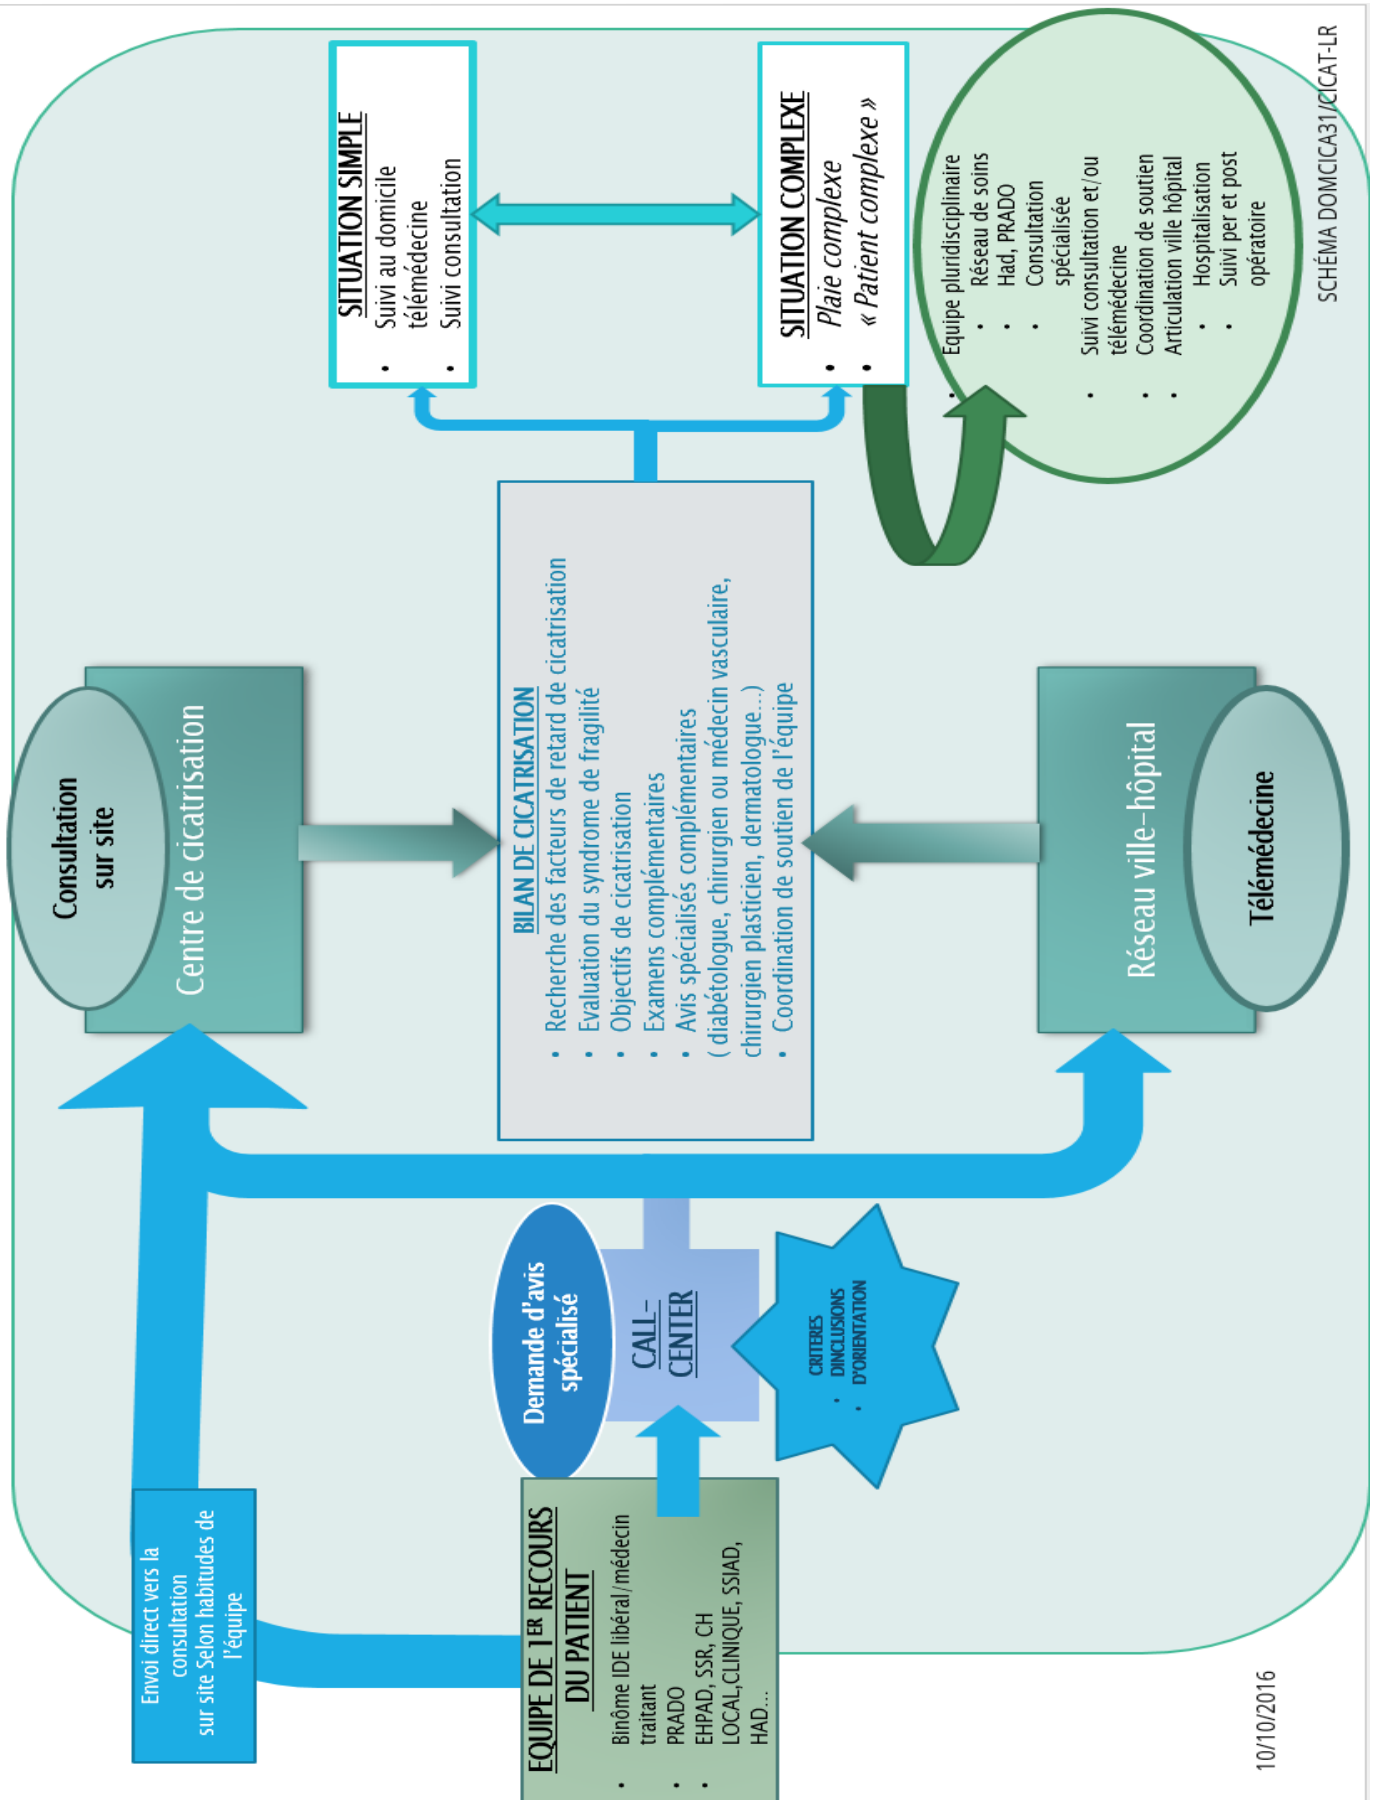 Envoi direct vers la
consultation
sur site Selon habitudes de
l'équipe
EQUIPE DE 1ER RECOURS
DU PATIENT
• Binôme IDE libéral/médecin
traitant
• PRADO
• EHPAD, SSR, CH
LOCAL,CLINIQUE, SSIAD,
HAD...
Demande d'avis
spécialisé
CALL-
CENTER
CRITERES
• DINCLUSIONS
• D'ORIENTATION
Consultation
sur site
Centre de cicatrisation
BILAN DE CICATRISATION
• Recherche des facteurs de retard de cicatrisation
• Evaluation du syndrome de fragilité
• Objectifs de cicatrisation
• Examens complémentaires
• Avis spécialisés complémentaires
( diabétologue, chirurgien ou médecin vasculaire,
chirurgien plasticien, dermatologue...)
• Coordination de soutien de l'équipe
Réseau ville-hôpital
Télémédecine
SITUATION SIMPLE
• Suivi au domicile
télémédecine
• Suivi consultation
SITUATION COMPLEXE
• Plaie complexe
• « Patient complexe »
• Equipe pluridisciplinaire
• Réseau de soins
• Had, PRADO
• Consultation
spécialisée
• Suivi consultation et/ou
télémédecine
• Coordination de soutien
• Articulation ville hôpital
• Hospitalisation
• Suivi per et post
opératoire
10/10/2016
SCHÉMA DOMCICA31/CICAT-LR